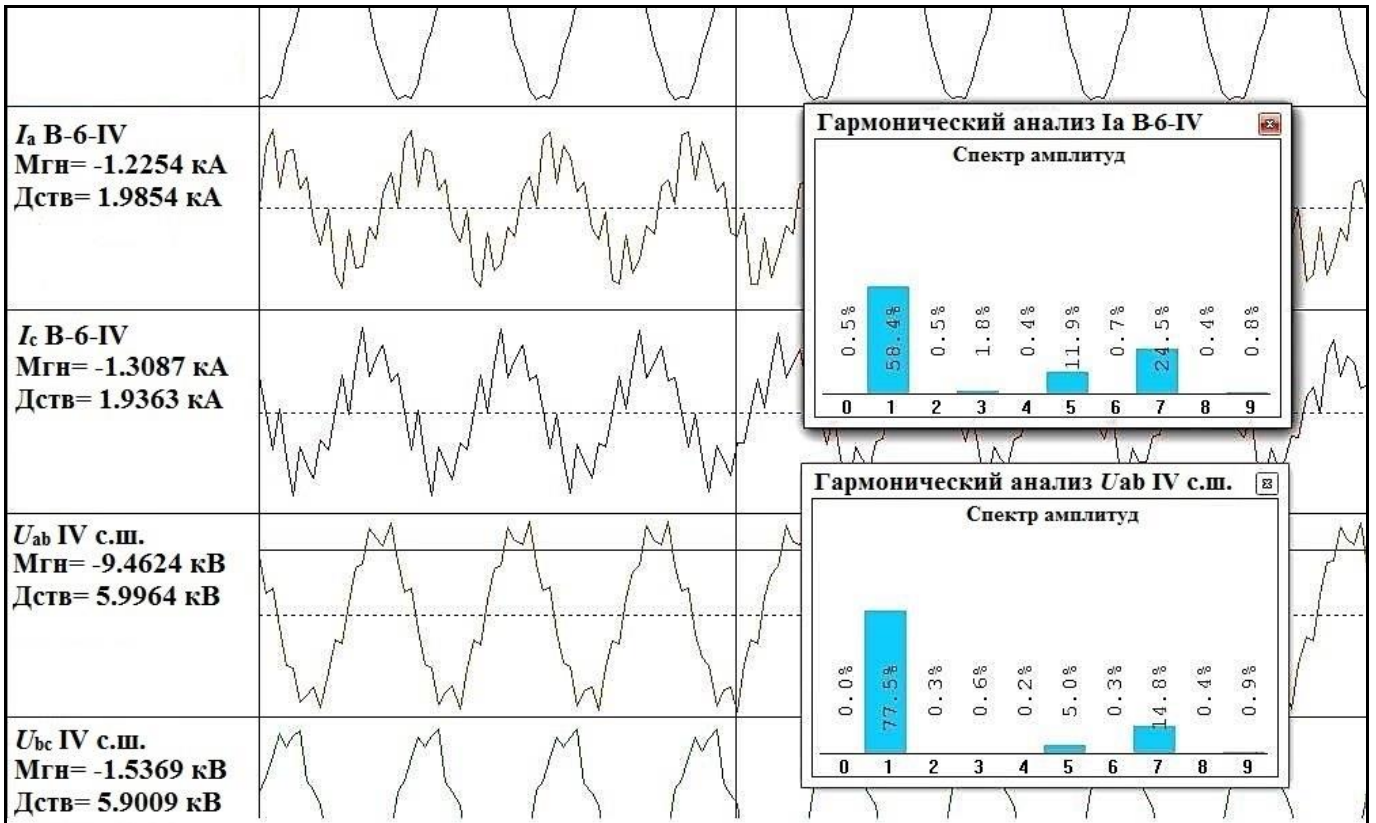 Ia В-6-IV
Мгн= -1.2254 кА
Дств= 1.9854 кА
Ic В-6-IV
Мгн= -1.3087 кА
Дств= 1.9363 кА
Uab IV с.ш.
Мгн= -9.4624 кВ
Дств= 5.9964 кВ
Ubc IV с.ш.
Мгн= -1.5369 кВ
Дств= 5.9009 кВ
Гармонический анализ Ia В-6-IV
Спектр амплитуд
0.5% 58.4% 0.5% 1.8% 0.4% 11.9% 0.7% 24.5% 0.4% 0.8%
0 1 2 3 4 5 6 7 8 9
Гармонический анализ Uab IV с.ш.
Спектр амплитуд
0.0% 77.5% 0.3% 0.6% 0.2% 5.0% 0.3% 14.8% 0.4% 0.9%
0 1 2 3 4 5 6 7 8 9